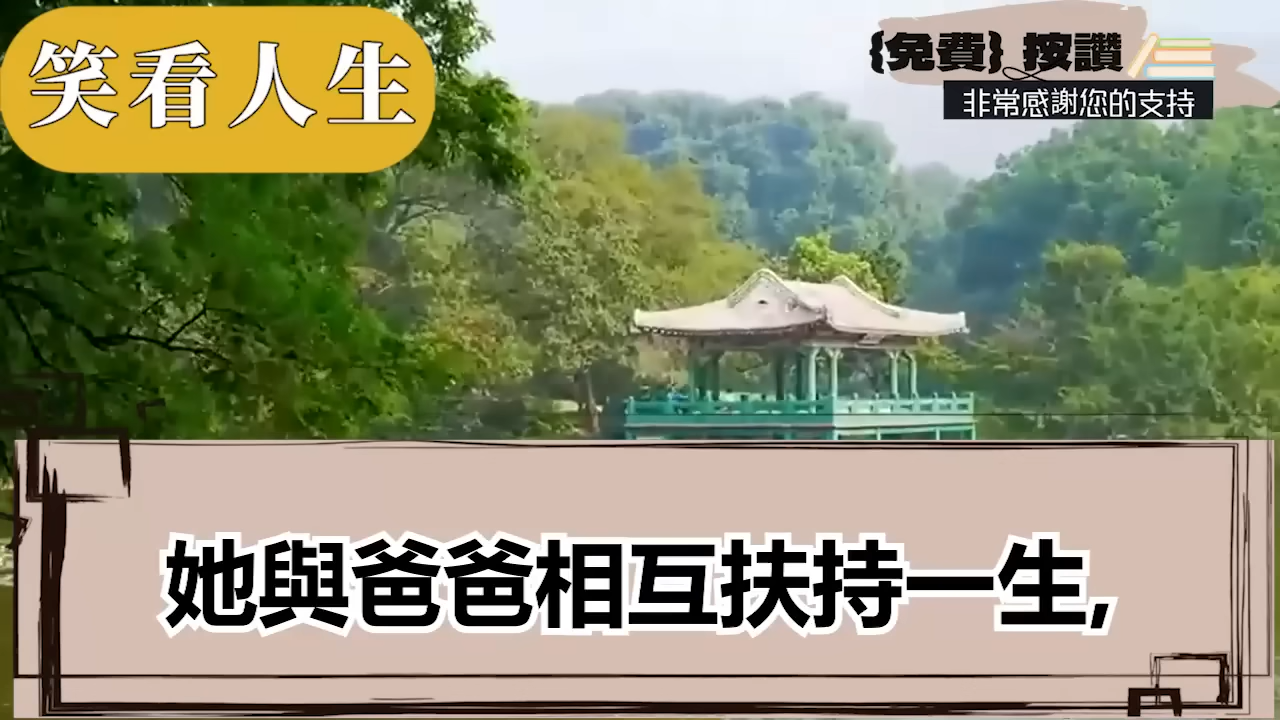 笑看人生
{免費} 按讚
非常感謝您的支持
她與爸爸相互扶持一生,